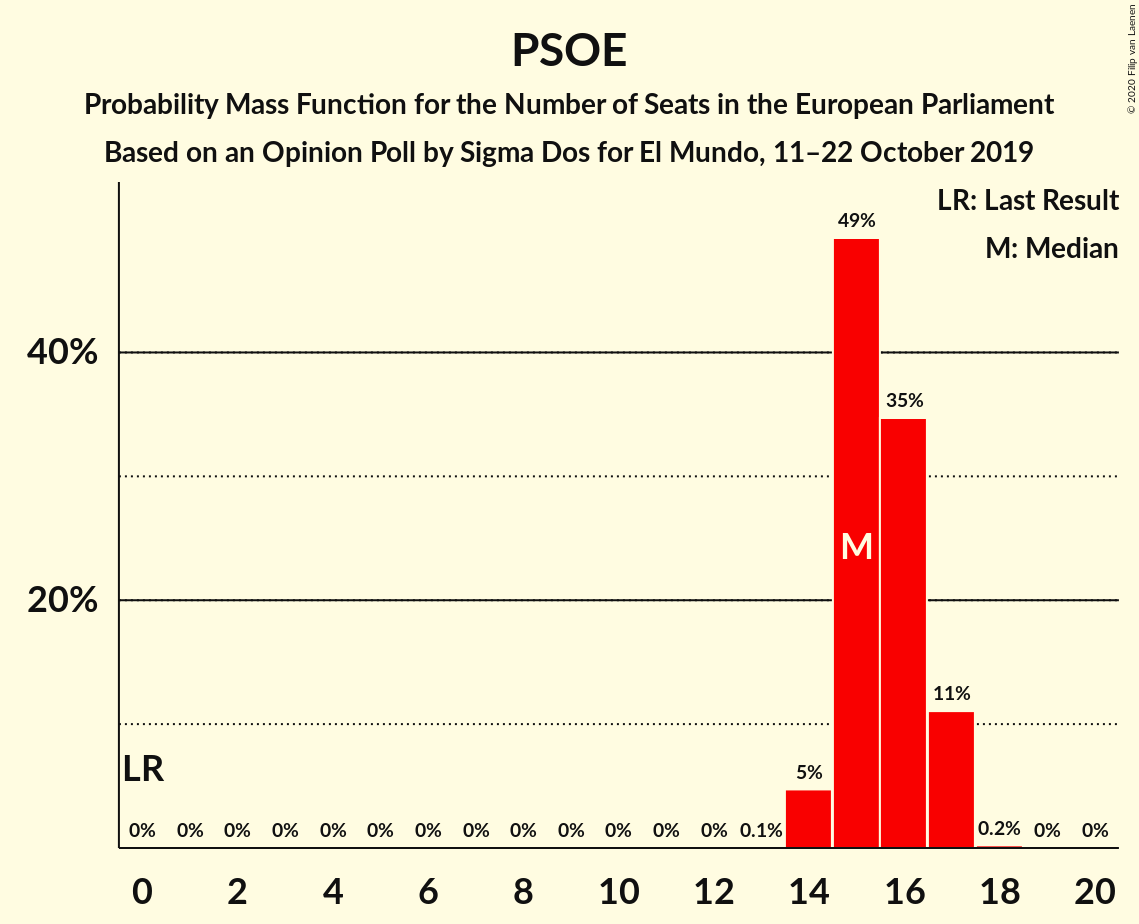 PSOE
Probability Mass Function for the Number of Seats in the European Parliament
Based on an Opinion Poll by Sigma Dos for El Mundo, 11–22 October 2019
© 2020 Filip van Laenen
LR: Last Result
M: Median
49%
40%
35%
M
20%
11%
LR
5%
0% 0% 0% 0% 0% 0% 0% 0% 0% 0% 0% 0% 0% 0.1% 0.2% 0% 0%
0 2 4 6 8 10 12 14 16 18 20